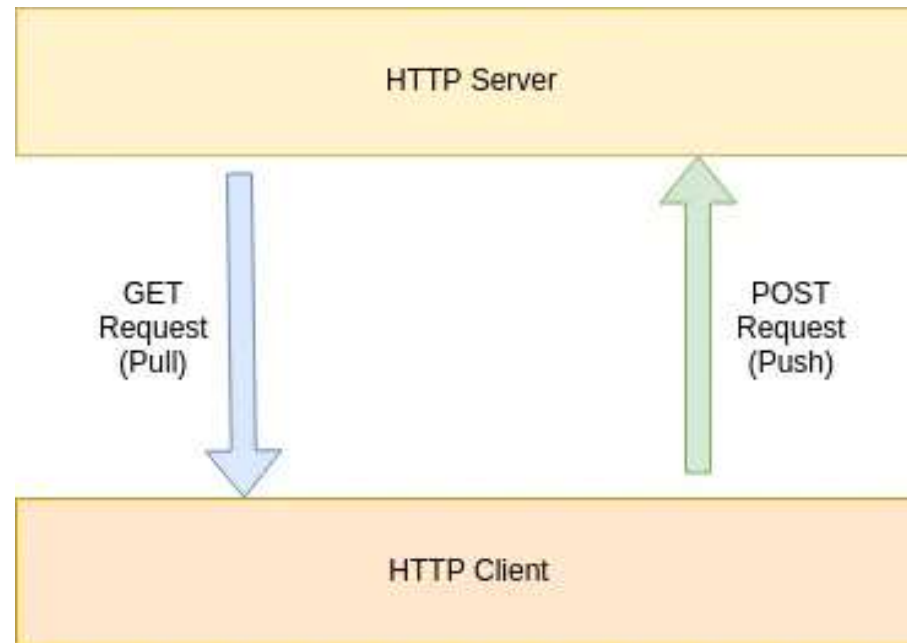 HTTP Server
GET
Request
(Pull)
POST
Request
(Push)
HTTP Client